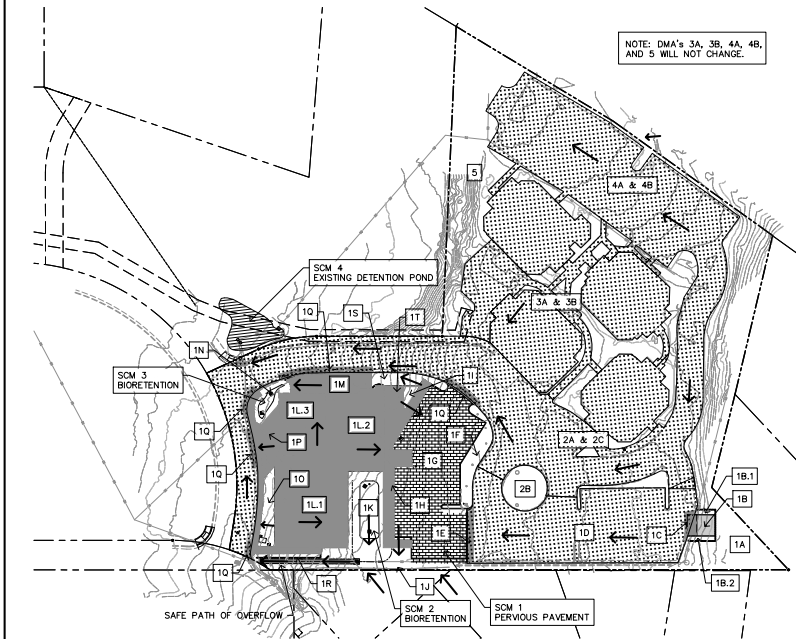 NOTE: DMA's 3A, 3B, 4A, 4B,
AND 5 WILL NOT CHANGE.
5
4A & 4B
SCM 4
EXISTING DETENTION POND
3A & 3B
1Q
1S
1T
1N
SCM 3
BIORETENTION
1M
1I
1L.3
1L.2
1Q
1Q
1F
1P
2A & 2C
1G
1Q
2B
1B.1
1O
1B
1L.1
1K
1H
1E
1D
1C
1A
1Q
1R
1J
1B.2
SAFE PATH OF OVERFLOW
SCM 2
BIORETENTION
SCM 1
PERVIOUS PAVEMENT